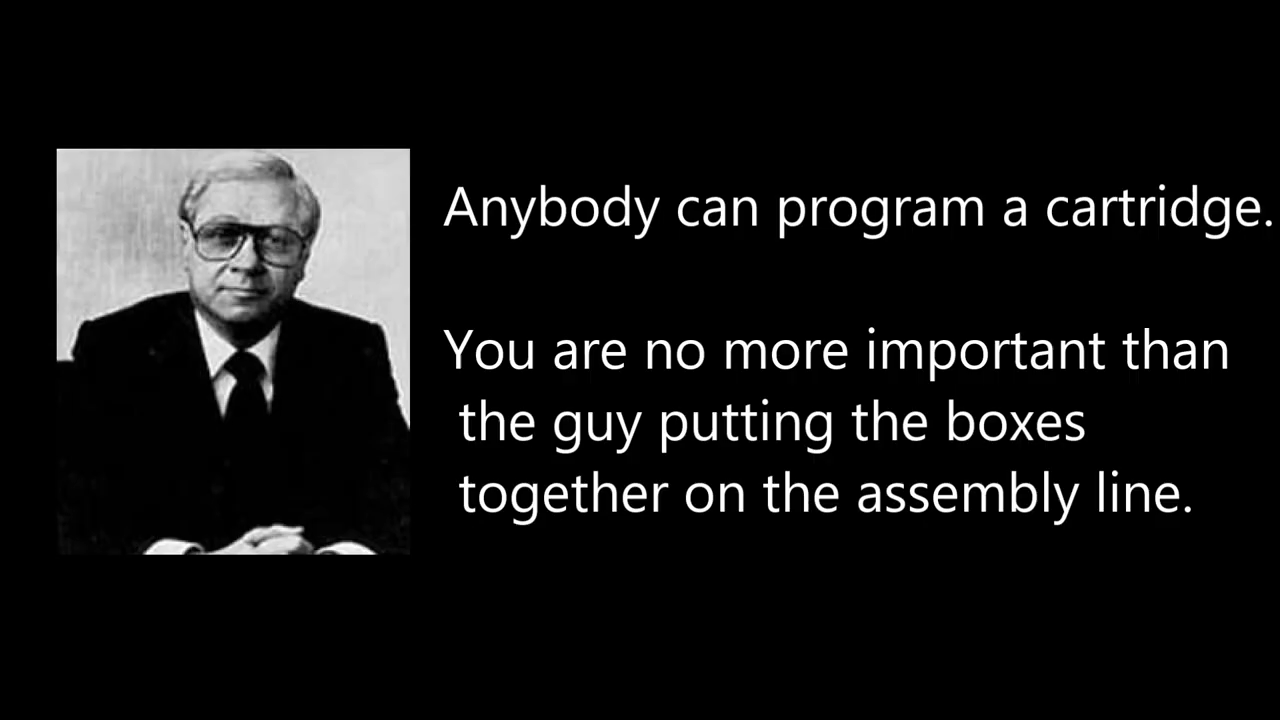 Anybody can program a cartridge.
You are no more important than
the guy putting the boxes
together on the assembly line.